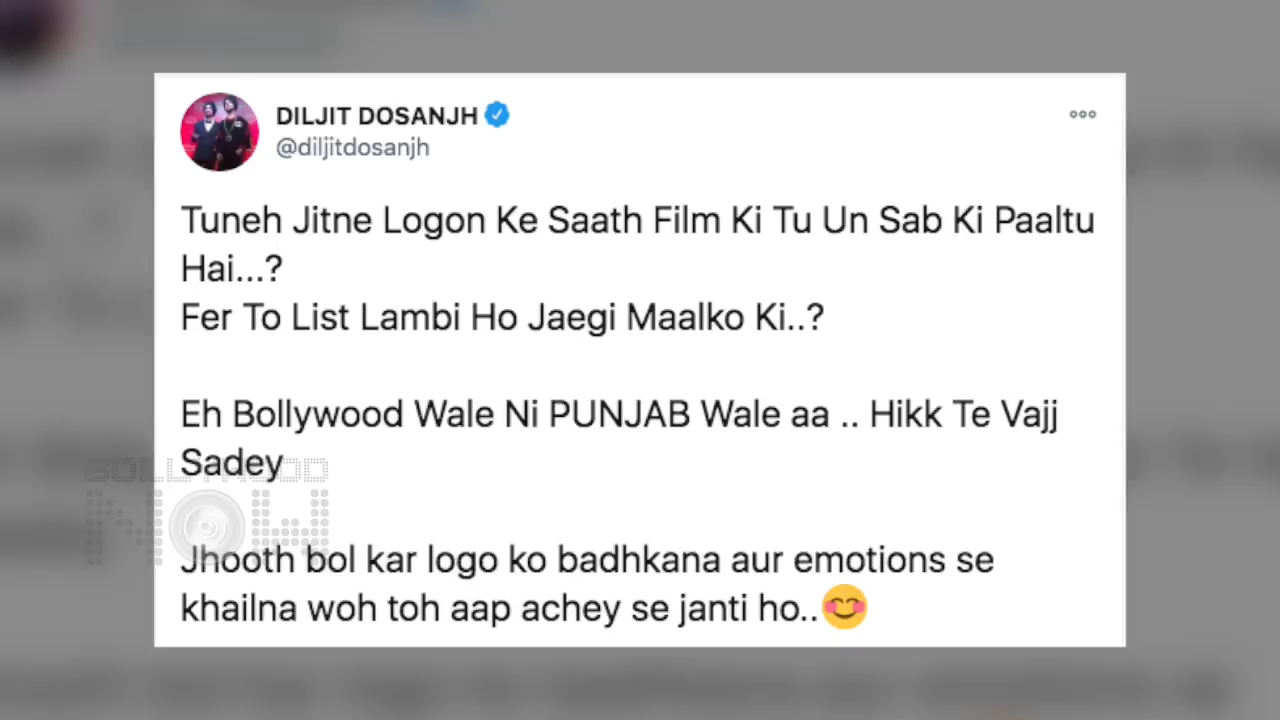 DILJIT DOSANJH
@diljitdosanjh
Tuneh Jitne Logon Ke Saath Film Ki Tu Un Sab Ki Paaltu
Hai...?
Fer To List Lambi Ho Jaegi Maalko Ki..?
Eh Bollywood Wale Ni PUNJAB Wale aa .. Hikk Te Vajj
Sadey
BOLLYWOOD
NOW
Jhooth bol kar logo ko badhkana aur emotions se
khailna woh toh aap achey se janti ho..😊